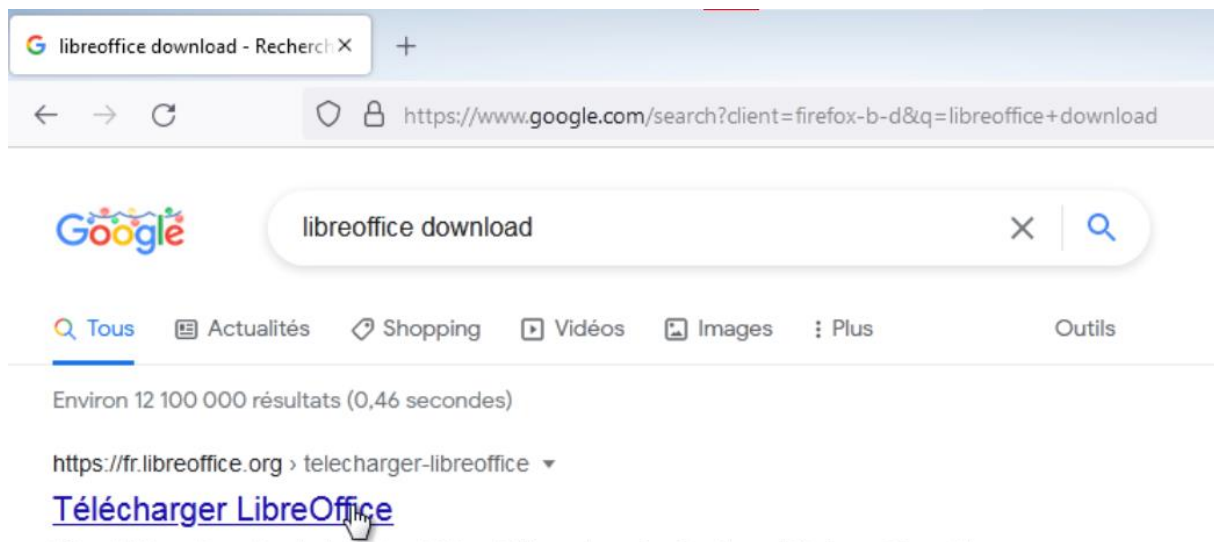 libreoffice download - Recherch
https://www.google.com/search?client=firefox-b-d&q=libreoffice+download
Google
libreoffice download
Tous Actualités Shopping Vidéos Images Plus Outils
Environ 12 100 000 résultats (0,46 secondes)
https://fr.libreoffice.org › telecharger-libreoffice
Télécharger LibreOffice